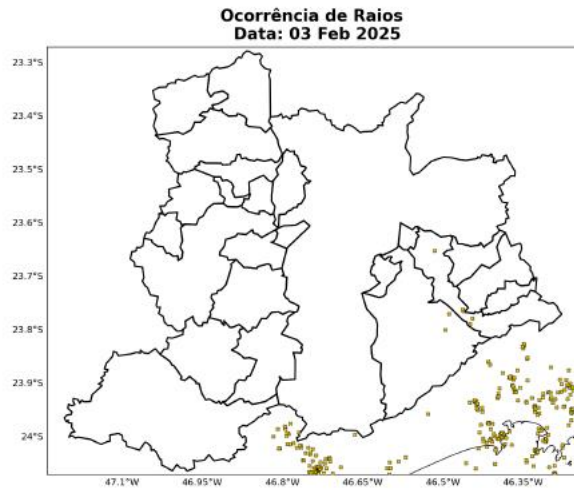 Ocorrência de Raios
Data: 03 Feb 2025
23.3°S
23.4°S
23.5°S
23.6°S
23.7°S
23.8°S
23.9°S
24°S
47.1°W
46.95°W
46.8°W
46.65°W
46.5°W
46.35°W